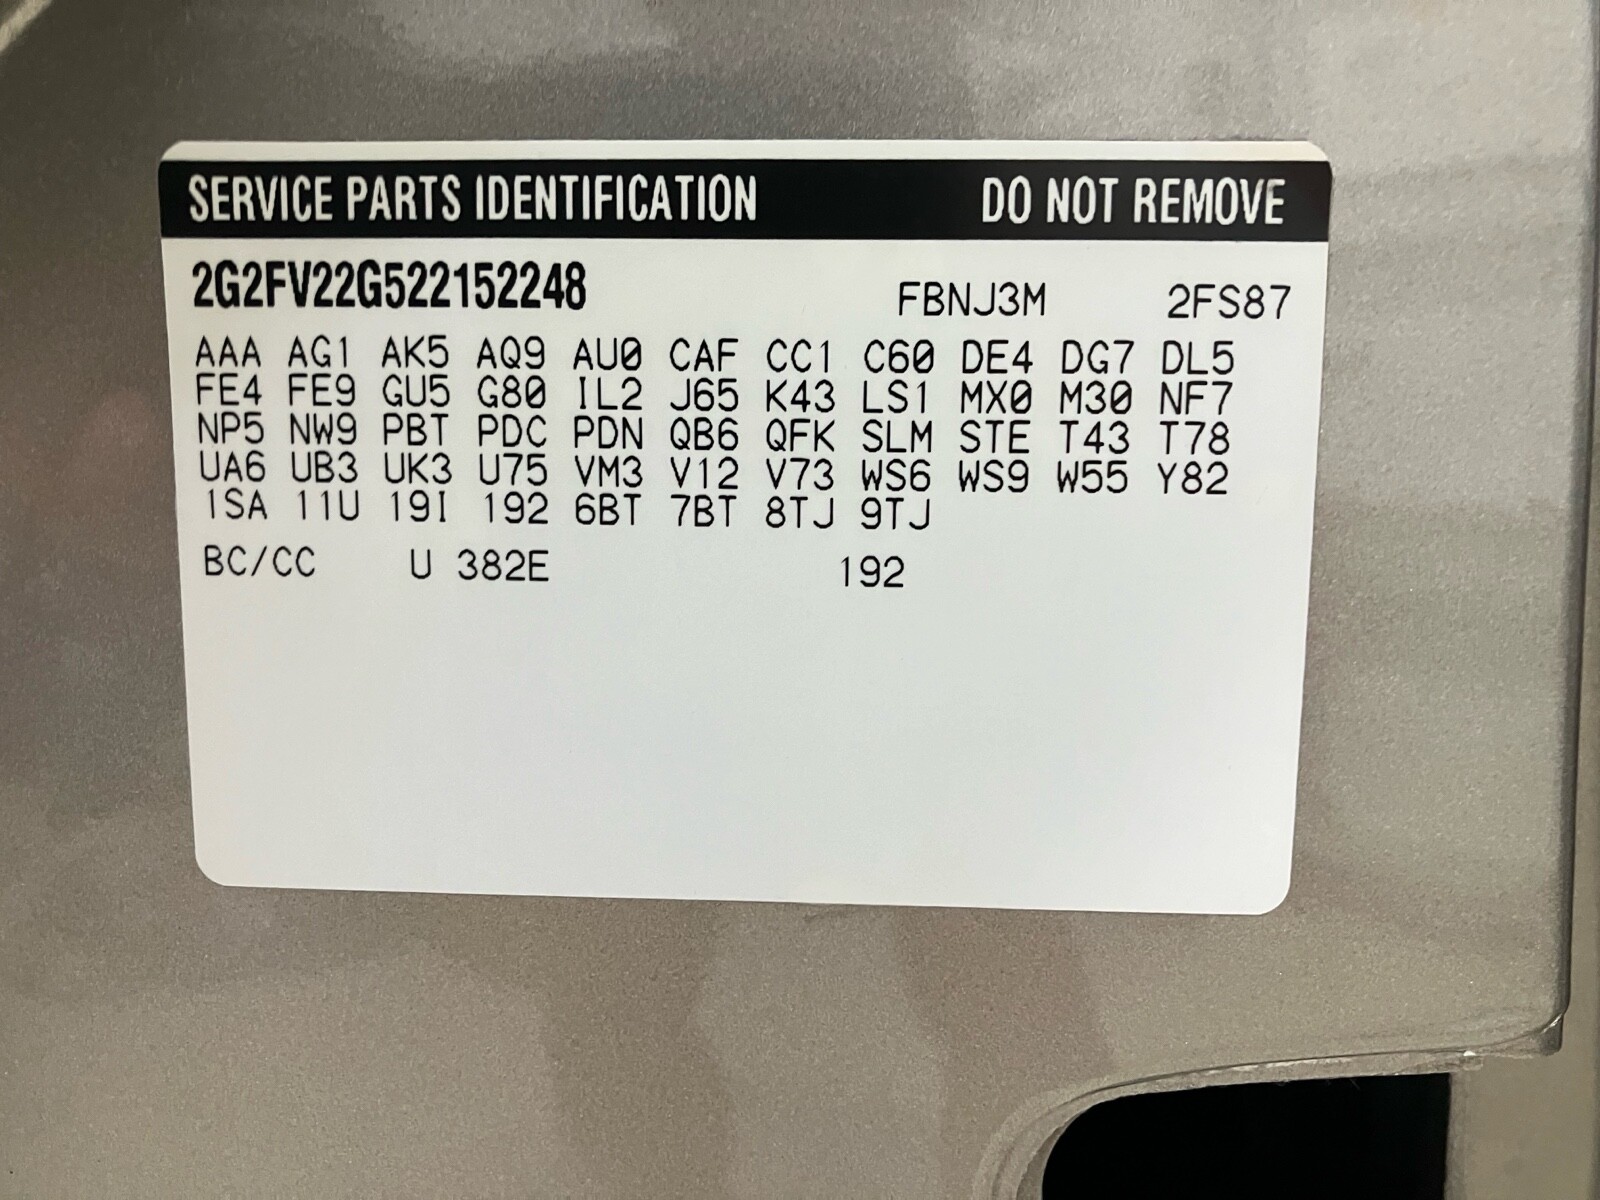 SERVICE PARTS IDENTIFICATION DO NOT REMOVE
2G2FV22G522152248 FBNJ3M 2FS87
AAA AG1 AK5 AQ9 AU0 CAF CC1 C60 DE4 DG7 DL5
FE4 FE9 GU5 G80 IL2 J65 K43 LS1 MX0 M30 NF7
NP5 NW9 PBT PDC PDN QB6 QFK SLM STE T43 T78
UA6 UB3 UK3 U75 VM3 V12 V73 WS6 WS9 W55 Y82
1SA 11U 19I 192 6BT 7BT 8TJ 9TJ
BC/CC U 382E 192